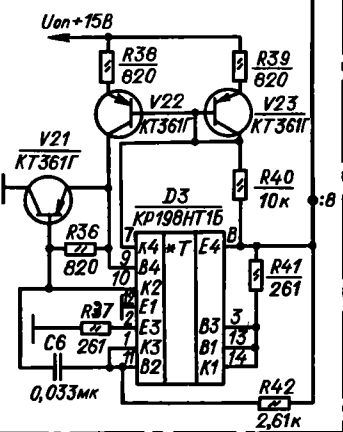 Uоп+15В
R38
820
R39
820
V22
КТ361Г
V23
КТ361Г
V21
КТ361Г
D3
КР198НТ1Б
R40
10к
:8
R36
820
7
К4
*Т
Е4
8
9
В4
10
К2
12
Е1
R41
261
R37
261
2
Е3
В3
3
1
К3
В1
13
C6
0,033мк
11
В2
К1
14
R42
2,61к